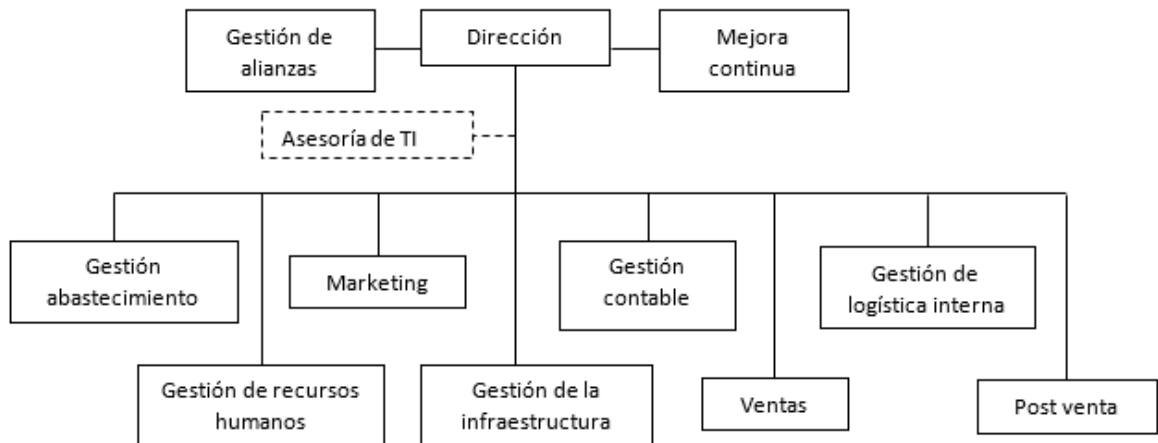 Gestión de
alianzas
Dirección
Mejora
continua
Asesoría de TI
Gestión
abastecimiento
Marketing
Gestión
contable
Gestión de
logística interna
Gestión de recursos
humanos
Gestión de la
infraestructura
Ventas
Post venta